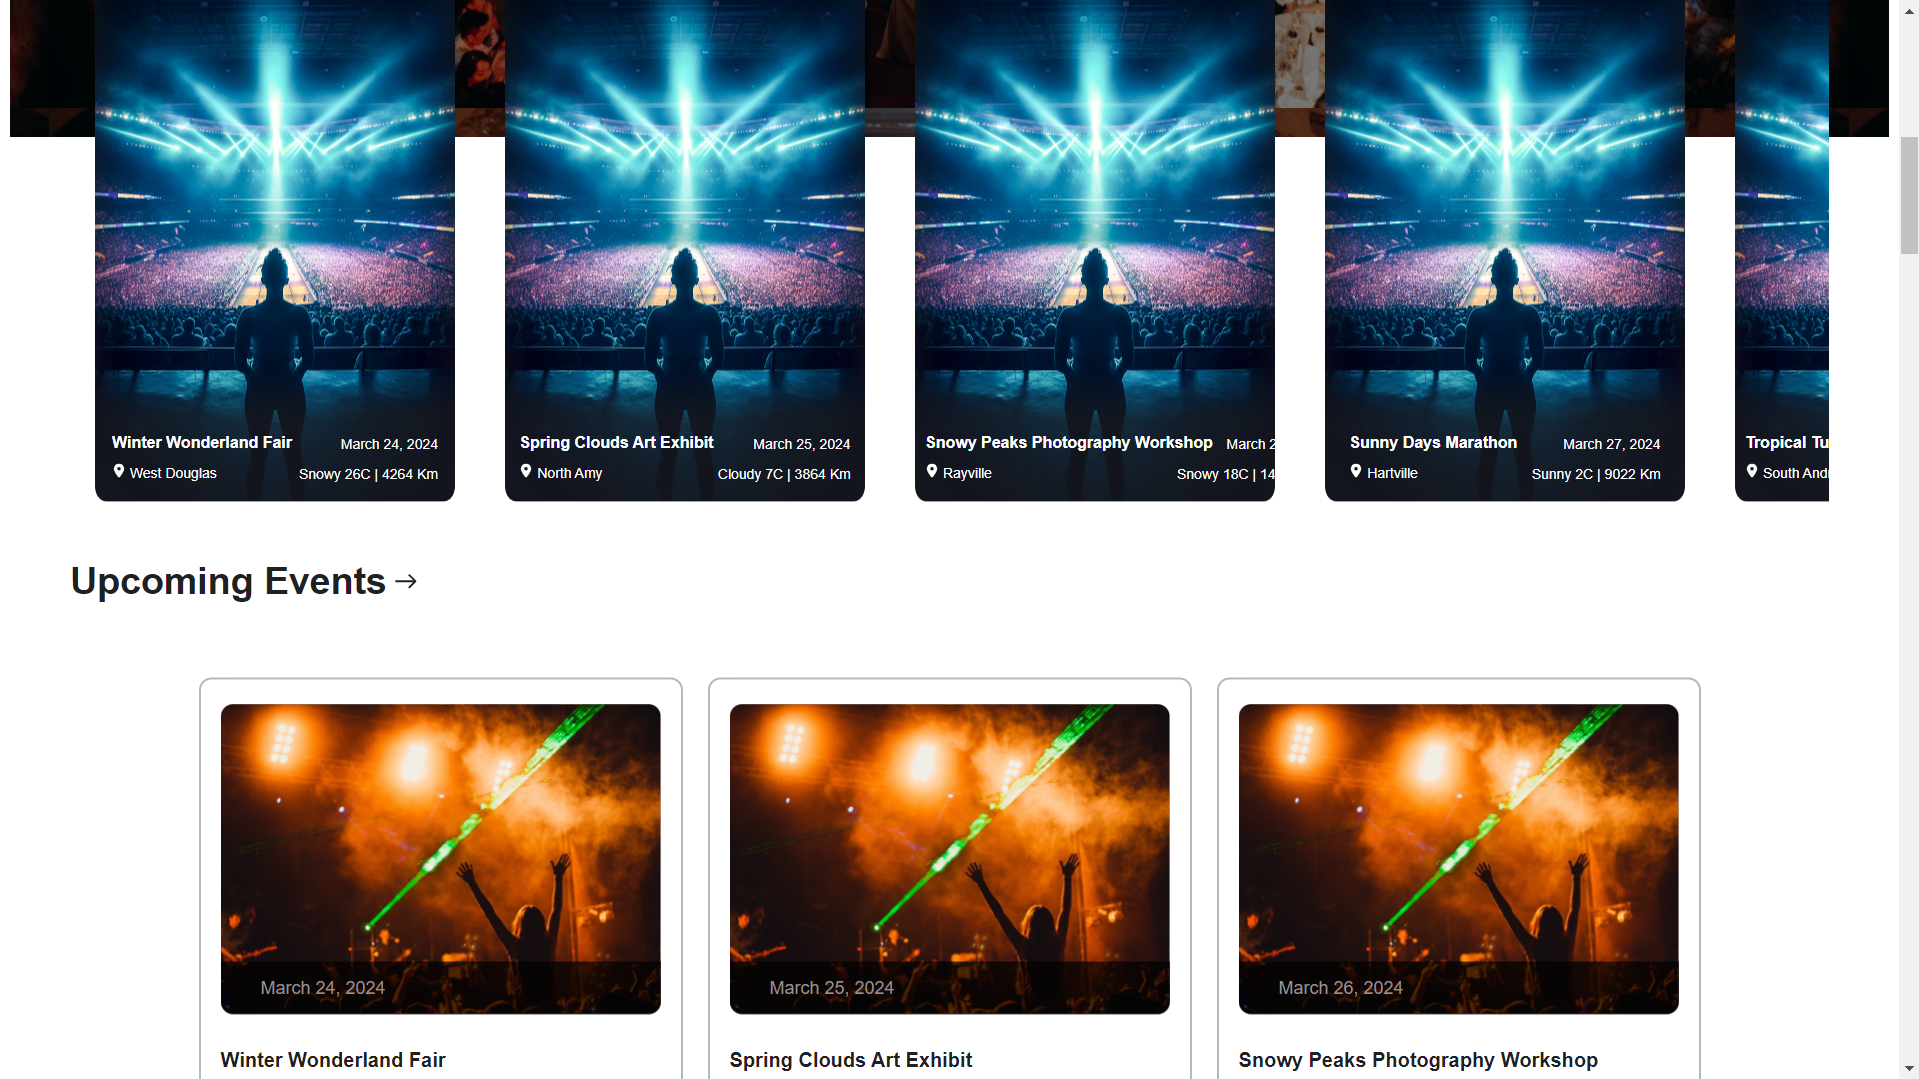 Winter Wonderland Fair March 24, 2024
West Douglas Snowy 26C | 4264 Km
Spring Clouds Art Exhibit March 25, 2024
North Amy Cloudy 7C | 3864 Km
Snowy Peaks Photography Workshop March 2
Rayville Snowy 18C | 14
Sunny Days Marathon March 27, 2024
Hartville Sunny 2C | 9022 Km
Tropical Tu
South Andr
Upcoming Events
March 24, 2024
Winter Wonderland Fair
March 25, 2024
Spring Clouds Art Exhibit
March 26, 2024
Snowy Peaks Photography Workshop